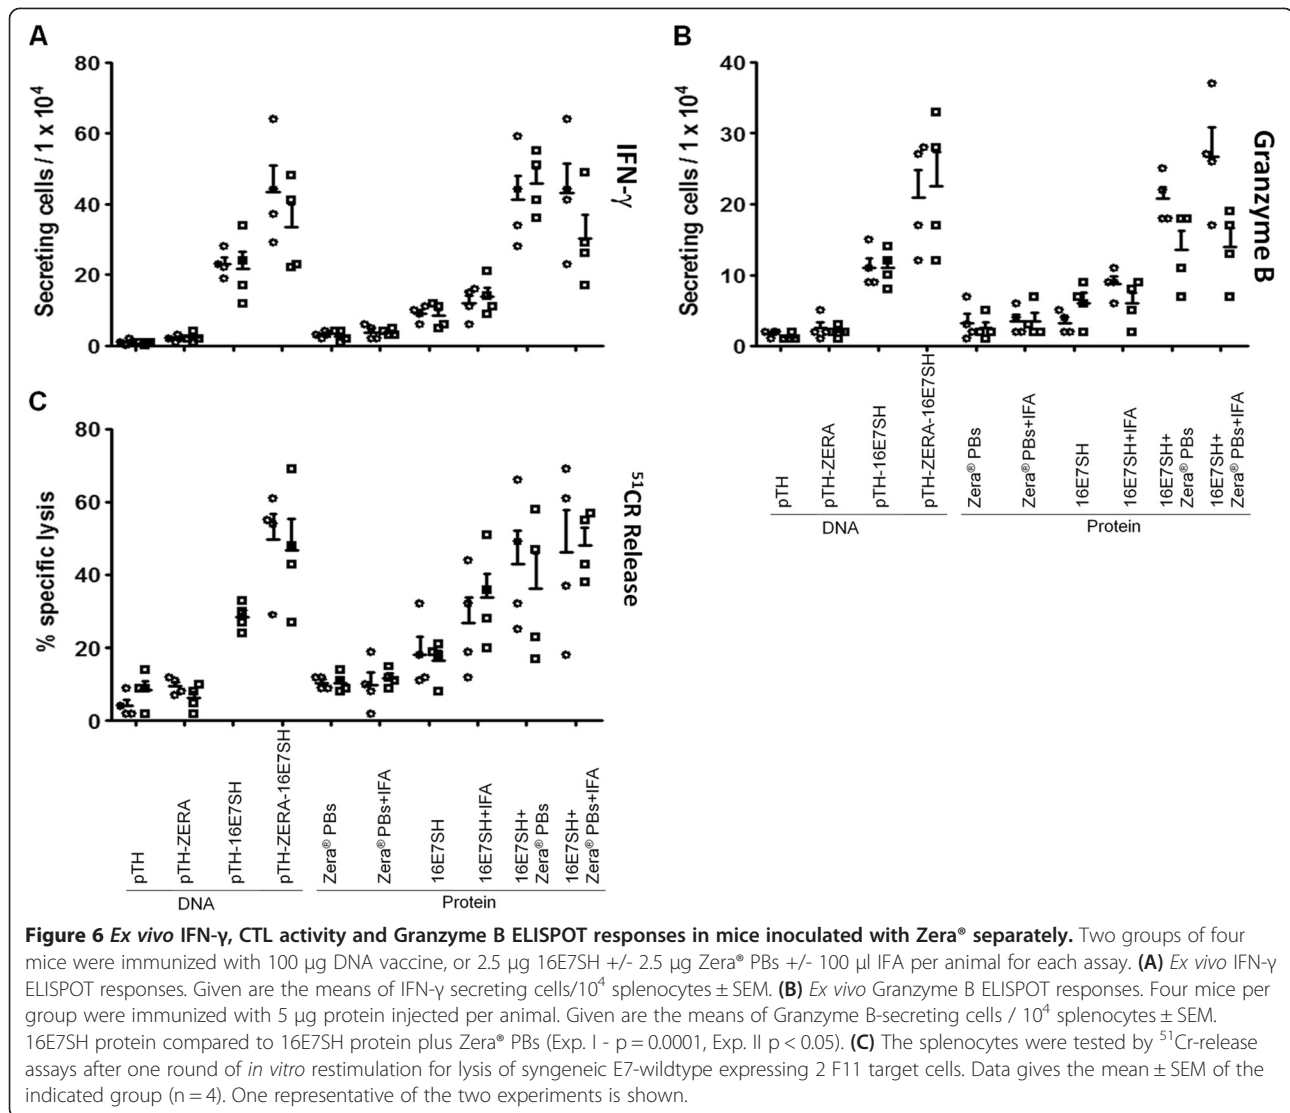 A
Secreting cells / 1 x 10⁴
80
60
40
20
0
IFN-γ
B
Secreting cells / 1 x 10⁴
40
30
20
10
0
Granzyme B
pTH
pTH-ZERA
pTH-16E7SH
pTH-ZERA-16E7SH
Zera® PBs
Zera® PBs+IFA
16E7SH
16E7SH+IFA
16E7SH+
Zera® PBs
16E7SH+
Zera® PBs+IFA
DNA
Protein
C
% specific lysis
80
60
40
20
0
⁵¹CR Release
pTH
pTH-ZERA
pTH-16E7SH
pTH-ZERA-16E7SH
Zera® PBs
Zera® PBs+IFA
16E7SH
16E7SH+IFA
16E7SH+
Zera® PBs
16E7SH+
Zera® PBs+IFA
DNA
Protein
Figure 6 Ex vivo IFN-γ, CTL activity and Granzyme B ELISPOT responses in mice inoculated with Zera® separately. Two groups of four
mice were immunized with 100 μg DNA vaccine, or 2.5 μg 16E7SH +/- 2.5 μg Zera® PBs +/- 100 μl IFA per animal for each assay. (A) Ex vivo IFN-γ
ELISPOT responses. Given are the means of IFN-γ secreting cells/10⁴ splenocytes ± SEM. (B) Ex vivo Granzyme B ELISPOT responses. Four mice per
group were immunized with 5 μg protein injected per animal. Given are the means of Granzyme B-secreting cells / 10⁴ splenocytes ± SEM.
16E7SH protein compared to 16E7SH protein plus Zera® PBs (Exp. I - p = 0.0001, Exp. II p < 0.05). (C) The splenocytes were tested by ⁵¹Cr-release
assays after one round of in vitro restimulation for lysis of syngeneic E7-wildtype expressing 2 F11 target cells. Data gives the mean ± SEM of the
indicated group (n = 4). One representative of the two experiments is shown.